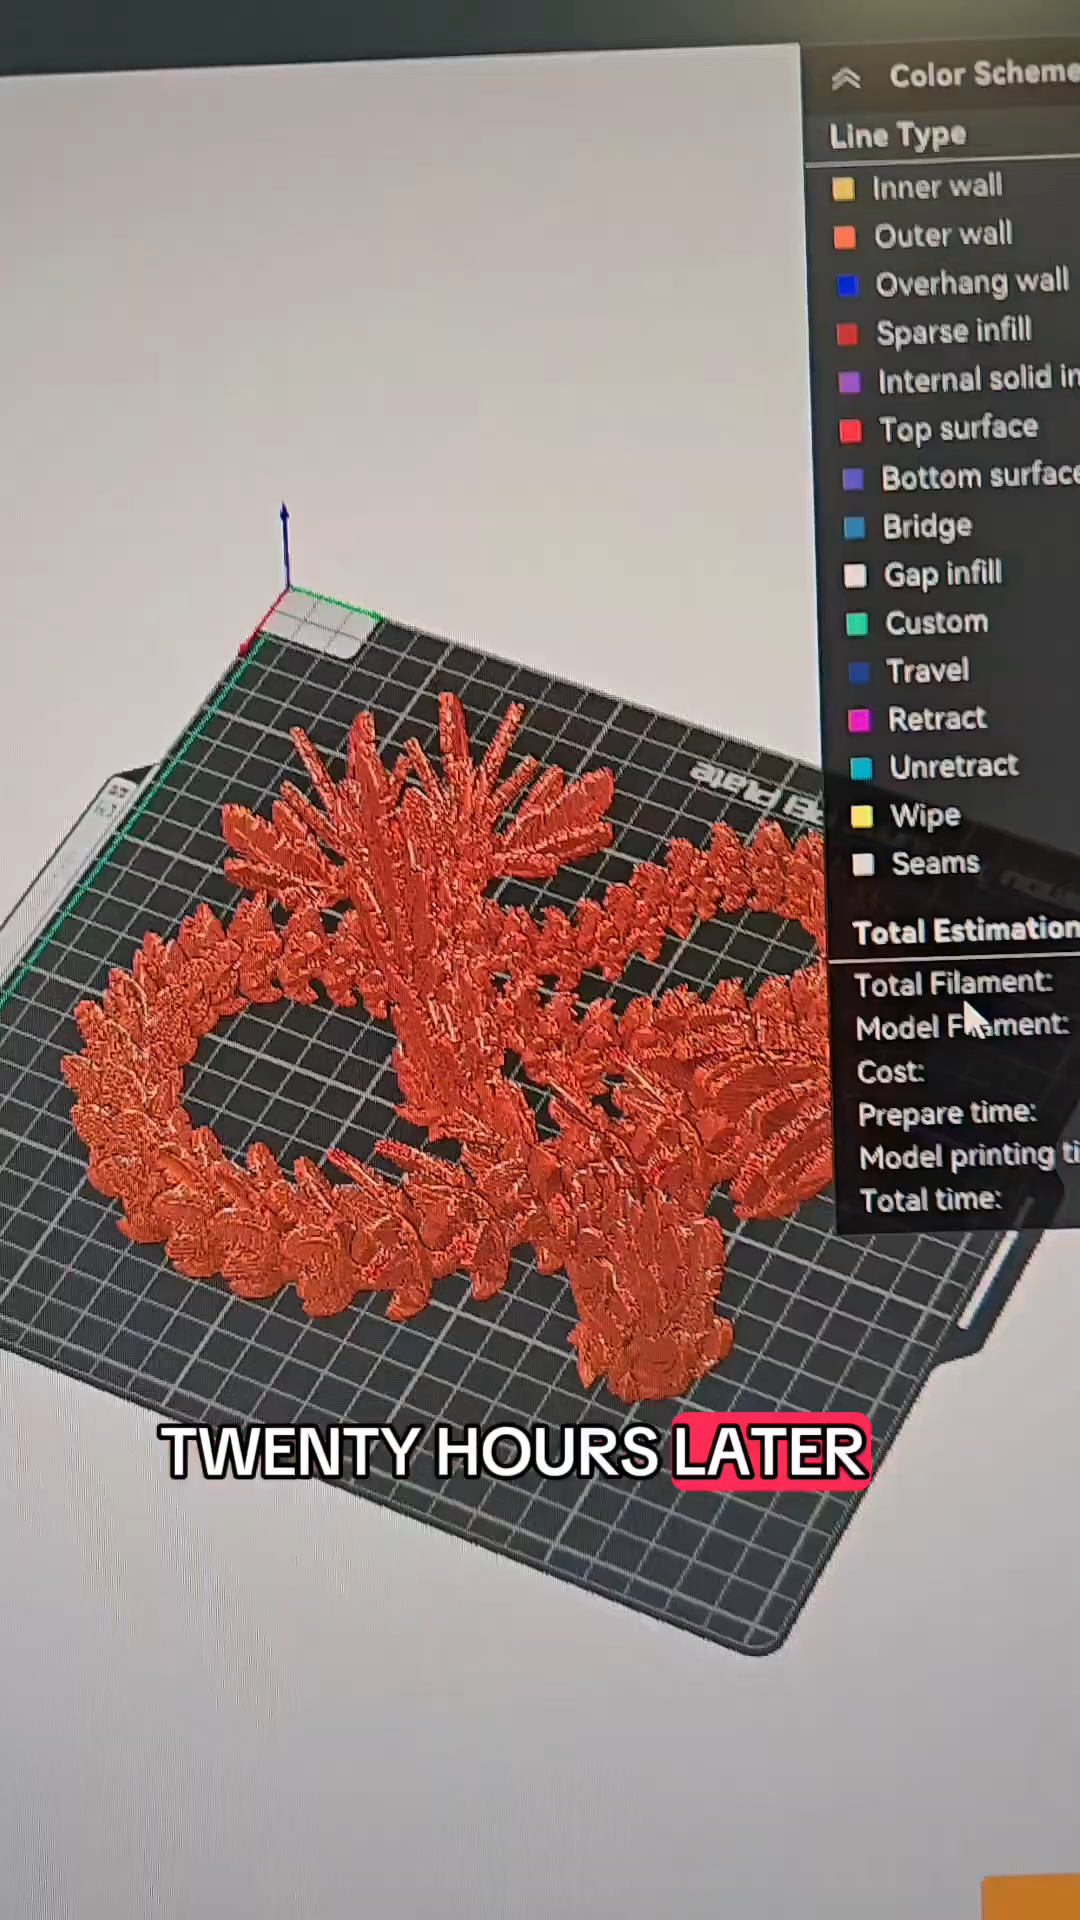 Color Scheme
Line Type
Inner wall
Outer wall
Overhang wall
Sparse infill
Internal solid in
Top surface
Bottom surface
Bridge
Gap infill
Custom
Travel
Retract
Unretract
Wipe
Seams
Total Estimation
Total Filament:
Model Filament:
Cost:
Prepare time:
Model printing ti
Total time:
Plate
TWENTY HOURS LATER